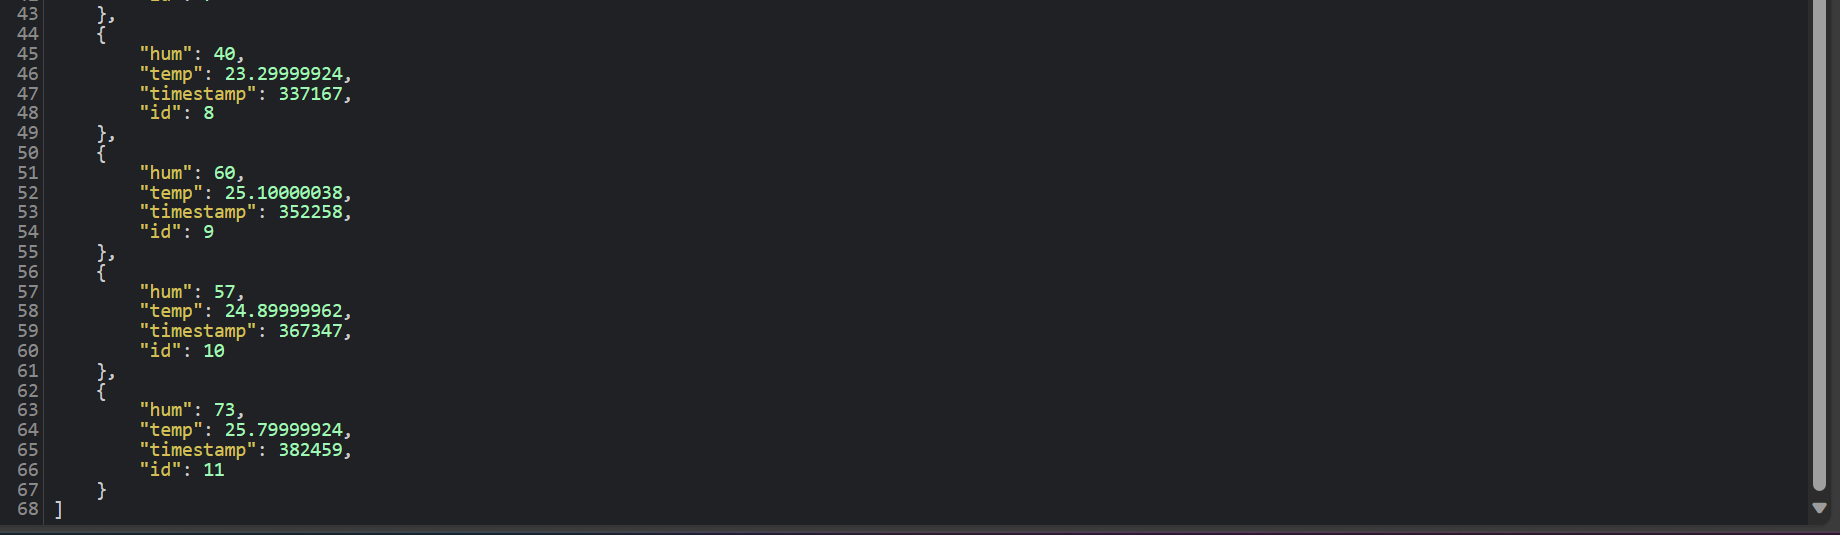 43 },
44 {
45 "hum": 40,
46 "temp": 23.29999924,
47 "timestamp": 337167,
48 "id": 8
49 },
50 {
51 "hum": 60,
52 "temp": 25.10000038,
53 "timestamp": 352258,
54 "id": 9
55 },
56 {
57 "hum": 57,
58 "temp": 24.89999962,
59 "timestamp": 367347,
60 "id": 10
61 },
62 {
63 "hum": 73,
64 "temp": 25.79999924,
65 "timestamp": 382459,
66 "id": 11
67 }
68 ]